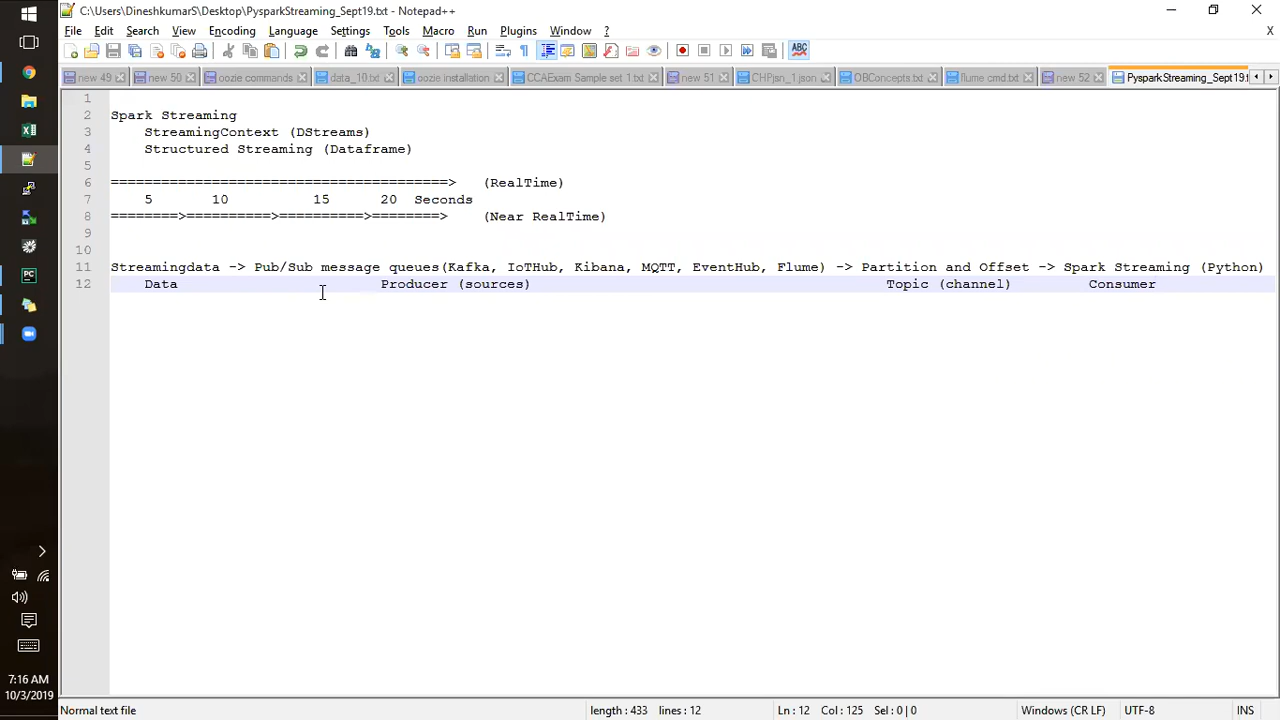 C:\Users\DineshkumarS\Desktop\PysparkStreaming_Sept19.txt - Notepad++
File Edit Search View Encoding Language Settings Tools Macro Run Plugins Window ? X
new 49 new 50 oozie commands data_10.txt oozie installation CCAExam Sample set 1.txt new 51 CHPjsn_1.json OBConcepts.txt flume cmd.txt new 52 PysparkStreaming_Sept19.t
1
2 Spark Streaming
3 StreamingContext (DStreams)
4 Structured Streaming (Dataframe)
5
6 ========================================> (RealTime)
7 5 10 15 20 Seconds
8 ========>==========>==========>========> (Near RealTime)
9
10
11 Streamingdata -> Pub/Sub message queues(Kafka, IoTHub, Kibana, MQTT, EventHub, Flume) -> Partition and Offset -> Spark Streaming (Python)
12 Data Producer (sources) Topic (channel) Consumer
7:16 AM
10/3/2019
Normal text file length : 433 lines : 12 Ln : 12 Col : 125 Sel : 0 | 0 Windows (CR LF) UTF-8 INS